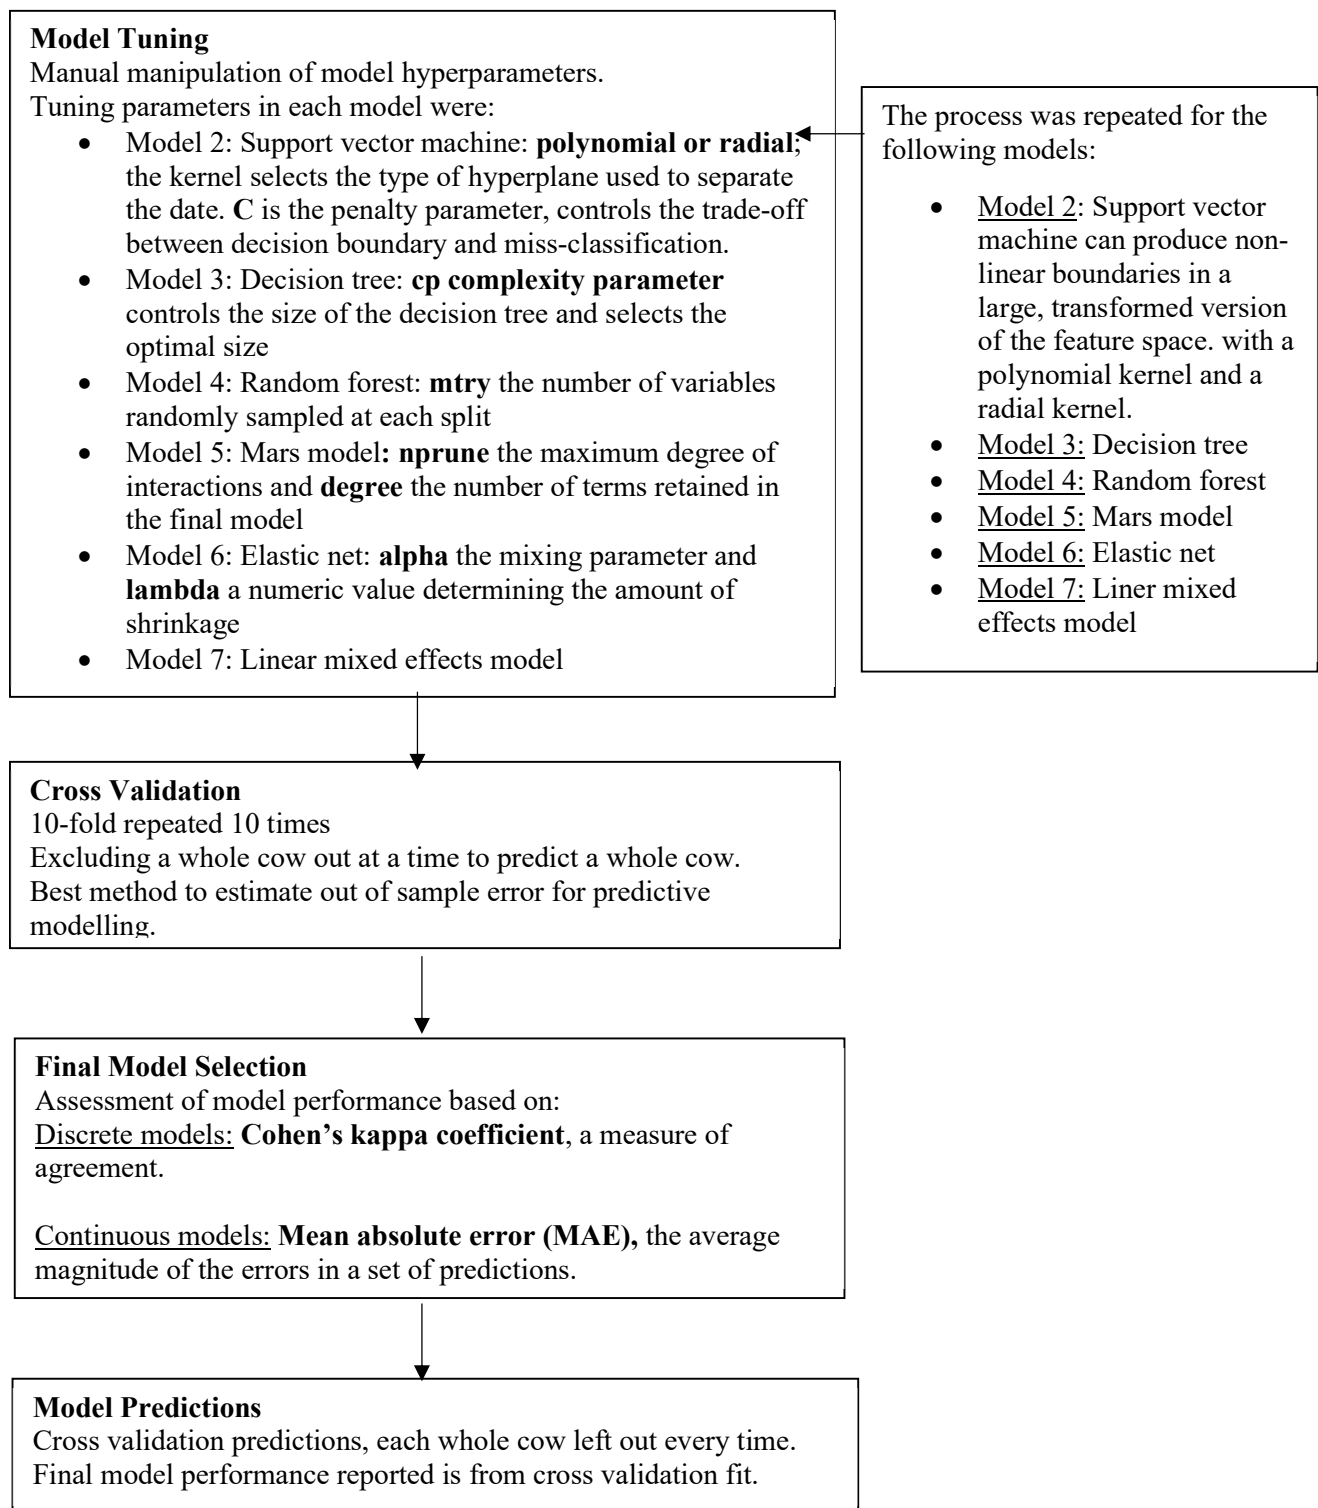 Model Tuning
Manual manipulation of model hyperparameters.
Tuning parameters in each model were:
• Model 2: Support vector machine: polynomial or radial;
the kernel selects the type of hyperplane used to separate
the date. C is the penalty parameter, controls the trade-off
between decision boundary and miss-classification.
• Model 3: Decision tree: cp complexity parameter
controls the size of the decision tree and selects the
optimal size
• Model 4: Random forest: mtry the number of variables
randomly sampled at each split
• Model 5: Mars model: nprune the maximum degree of
interactions and degree the number of terms retained in
the final model
• Model 6: Elastic net: alpha the mixing parameter and
lambda a numeric value determining the amount of
shrinkage
• Model 7: Linear mixed effects model
The process was repeated for the
following models:
• Model 2: Support vector
machine can produce non-
linear boundaries in a
large, transformed version
of the feature space. with a
polynomial kernel and a
radial kernel.
• Model 3: Decision tree
• Model 4: Random forest
• Model 5: Mars model
• Model 6: Elastic net
• Model 7: Liner mixed
effects model
Cross Validation
10-fold repeated 10 times
Excluding a whole cow out at a time to predict a whole cow.
Best method to estimate out of sample error for predictive
modelling.
Final Model Selection
Assessment of model performance based on:
Discrete models: Cohen’s kappa coefficient, a measure of
agreement.
Continuous models: Mean absolute error (MAE), the average
magnitude of the errors in a set of predictions.
Model Predictions
Cross validation predictions, each whole cow left out every time.
Final model performance reported is from cross validation fit.